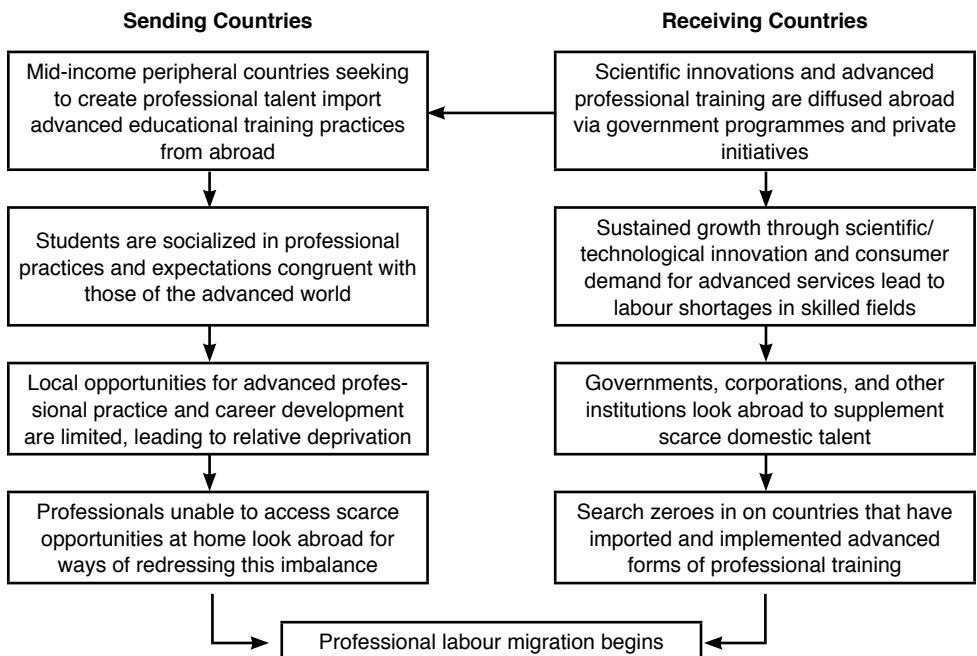 Sending Countries
Mid-income peripheral countries seeking
to create professional talent import
advanced educational training practices
from abroad
Students are socialized in professional
practices and expectations congruent with
those of the advanced world
Local opportunities for advanced profes-
sional practice and career development
are limited, leading to relative deprivation
Professionals unable to access scarce
opportunities at home look abroad for
ways of redressing this imbalance
Receiving Countries
Scientific innovations and advanced
professional training are diffused abroad
via government programmes and private
initiatives
Sustained growth through scientific/
technological innovation and consumer
demand for advanced services lead to
labour shortages in skilled fields
Governments, corporations, and other
institutions look abroad to supplement
scarce domestic talent
Search zeroes in on countries that have
imported and implemented advanced
forms of professional training
Professional labour migration begins